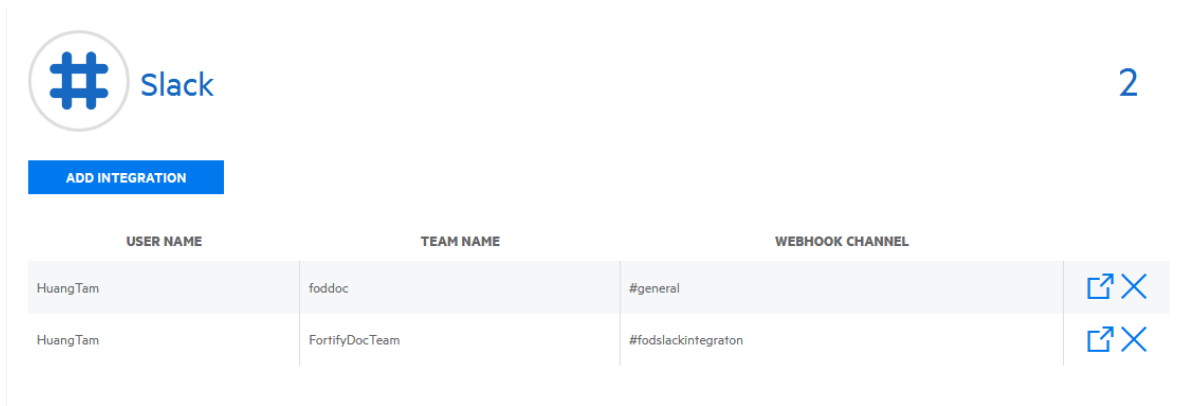 Slack 2
ADD INTEGRATION
USER NAME TEAM NAME WEBHOOK CHANNEL
HuangTam foddoc #general
HuangTam FortifyDocTeam #fodslackintegraton